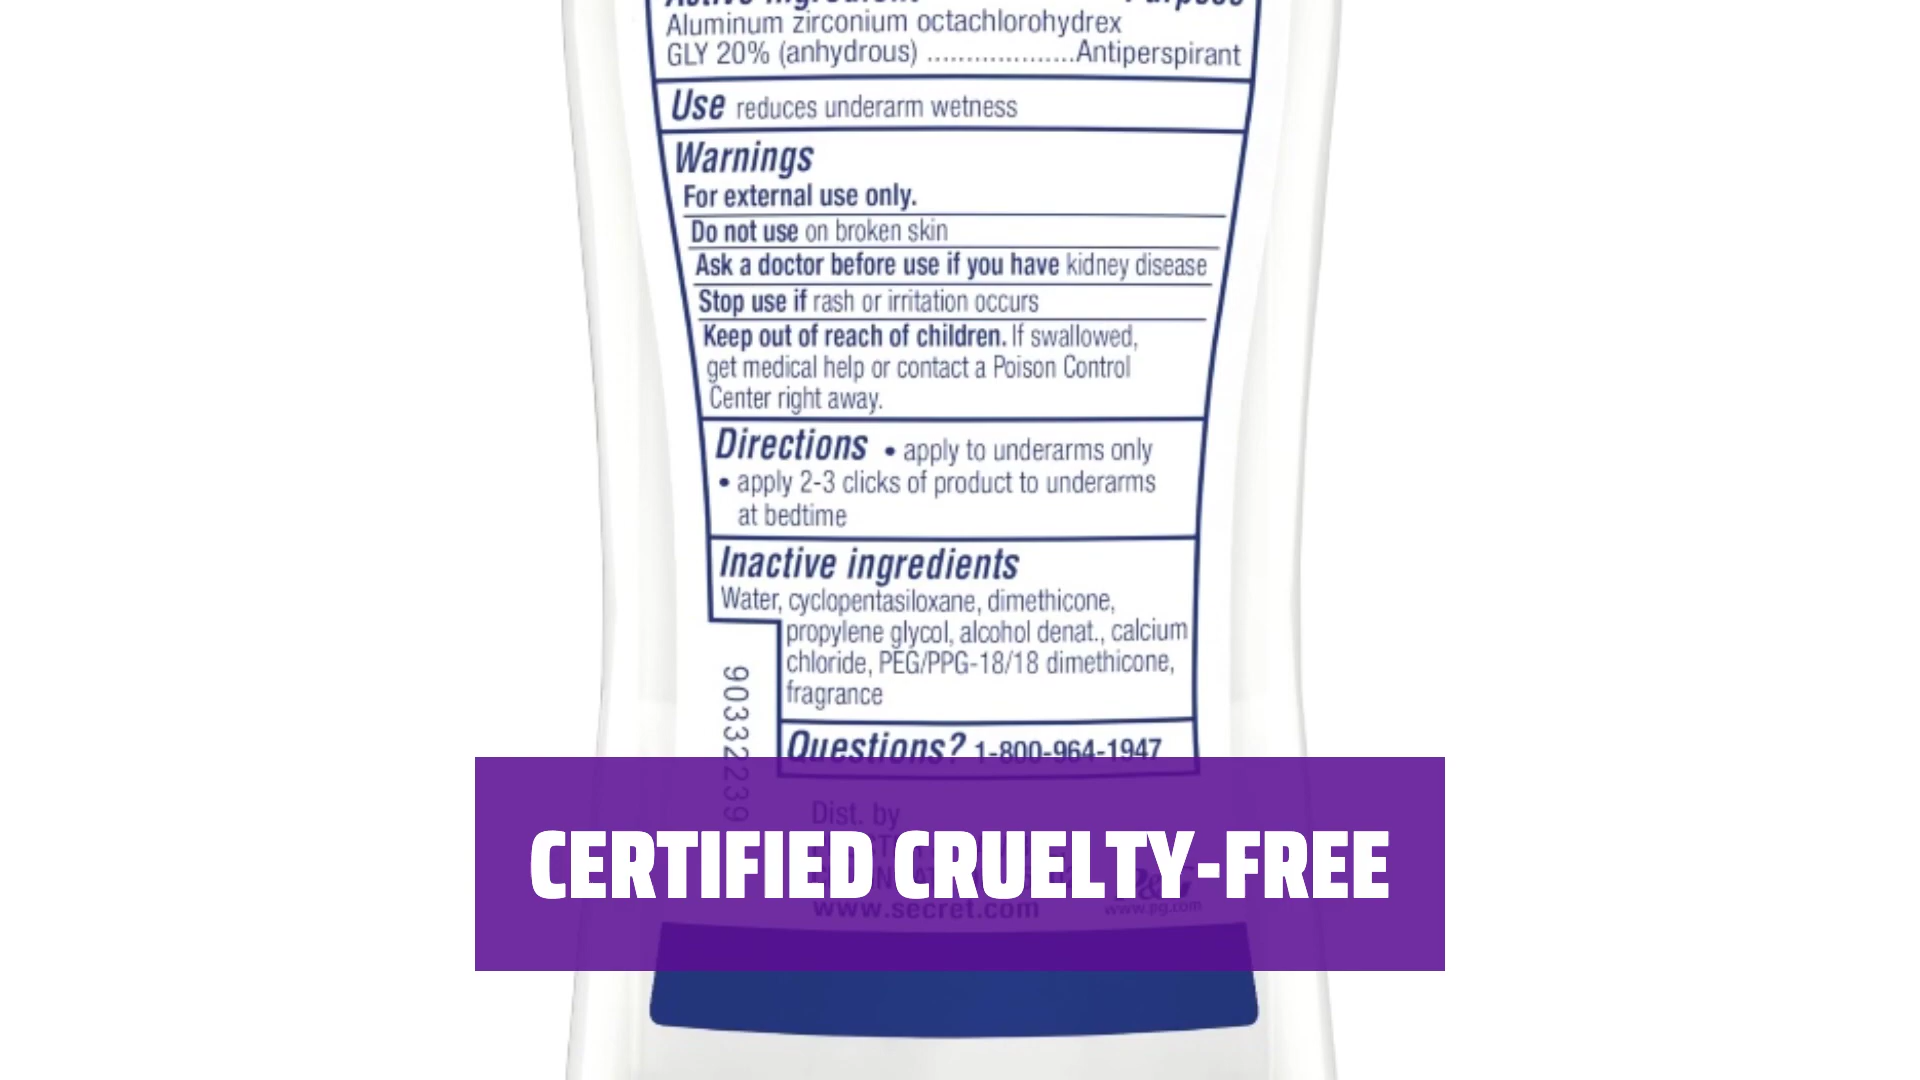 Active ingredient Purpose
Aluminum zirconium octachlorohydrex
GLY 20% (anhydrous) ...................Antiperspirant
Use reduces underarm wetness
Warnings
For external use only.
Do not use on broken skin
Ask a doctor before use if you have kidney disease
Stop use if rash or irritation occurs
Keep out of reach of children. If swallowed,
get medical help or contact a Poison Control
Center right away.
Directions • apply to underarms only
• apply 2-3 clicks of product to underarms
at bedtime
Inactive ingredients
Water, cyclopentasiloxane, dimethicone,
propylene glycol, alcohol denat., calcium
chloride, PEG/PPG-18/18 dimethicone,
fragrance
90332239
Questions? 1-800-964-1947
Dist. by
CERTIFIED CRUELTY-FREE
P&G
www.secret.com www.pg.com